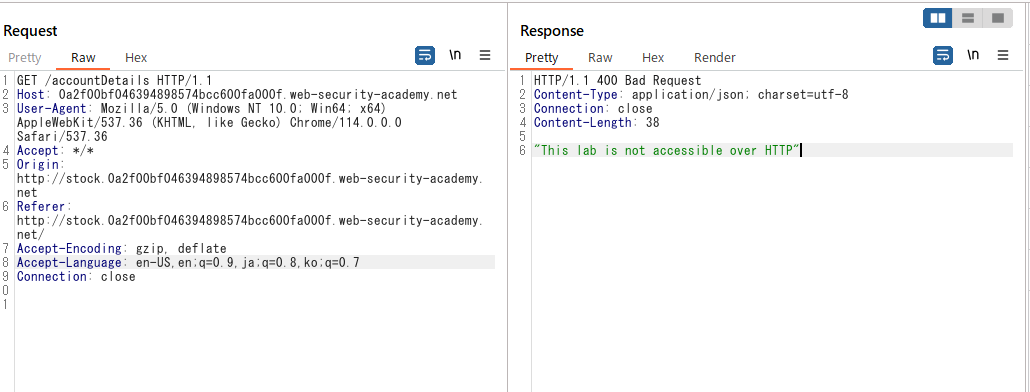 Request
Response
Pretty Raw Hex \n
Pretty Raw Hex Render \n
1 GET /accountDetails HTTP/1.1
2 Host: 0a2f00bf046394898574bcc600fa000f.web-security-academy.net
3 User-Agent: Mozilla/5.0 (Windows NT 10.0; Win64; x64)
AppleWebKit/537.36 (KHTML, like Gecko) Chrome/114.0.0.0
Safari/537.36
4 Accept: */*
5 Origin:
http://stock.0a2f00bf046394898574bcc600fa000f.web-security-academy.
net
6 Referer:
http://stock.0a2f00bf046394898574bcc600fa000f.web-security-academy.
net/
7 Accept-Encoding: gzip, deflate
8 Accept-Language: en-US,en;q=0.9,ja;q=0.8,ko;q=0.7
9 Connection: close
0
1
1 HTTP/1.1 400 Bad Request
2 Content-Type: application/json; charset=utf-8
3 Connection: close
4 Content-Length: 38
5
6 "This lab is not accessible over HTTP"